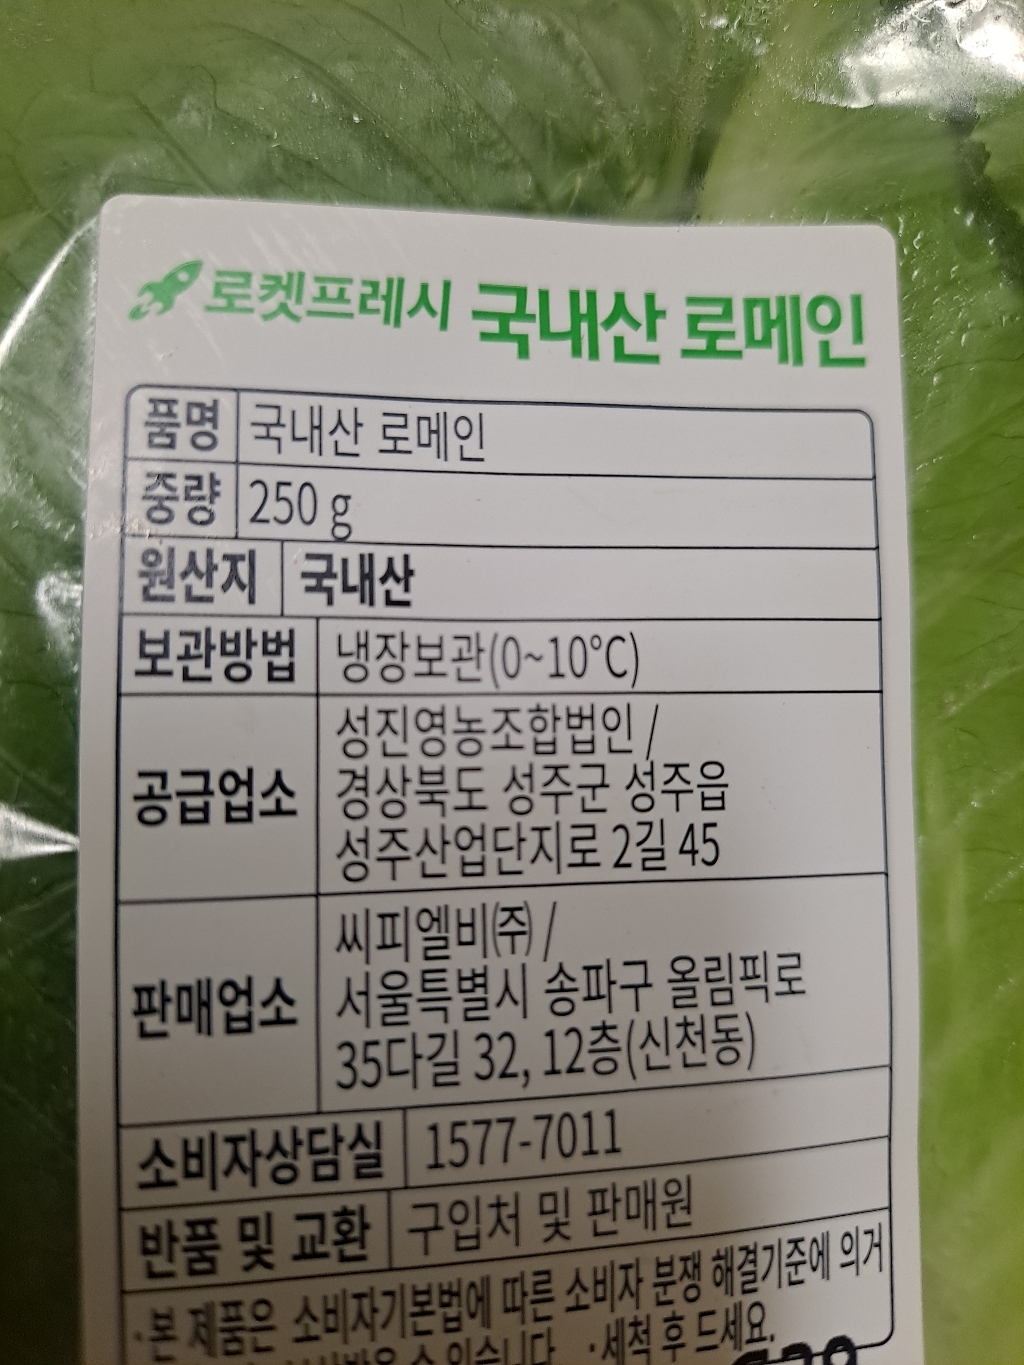 로켓프레시 국내산 로메인
품명 국내산 로메인
중량 250 g
원산지 국내산
보관방법 냉장보관(0~10°C)
공급업소 성진영농조합법인 /
경상북도 성주군 성주읍
성주산업단지로 2길 45
판매업소 씨피엘비㈜ /
서울특별시 송파구 올림픽로
35다길 32, 12층(신천동)
소비자상담실 1577-7011
반품 및 교환 구입처 및 판매원
·본 제품은 소비자기본법에 따른 소비자 분쟁 해결기준에 의거
수 있습니다. ·세척 후 드세요.